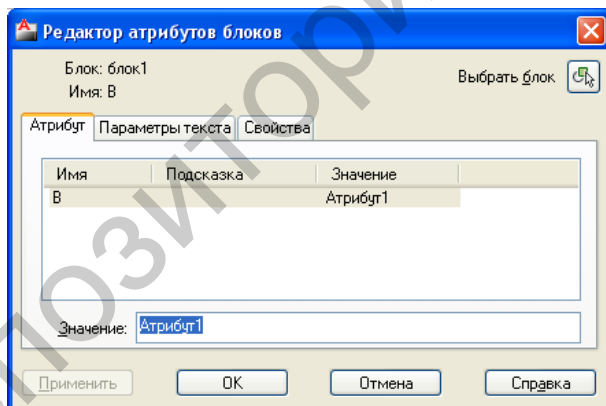 Редактор атрибутов блоков
Блок: блок1
Имя: В
Выбрать блок
Атрибут Параметры текста Свойства
Имя Подсказка Значение
В Атрибут1
Значение: Атрибут1
Применить ОК Отмена Справка
позитори